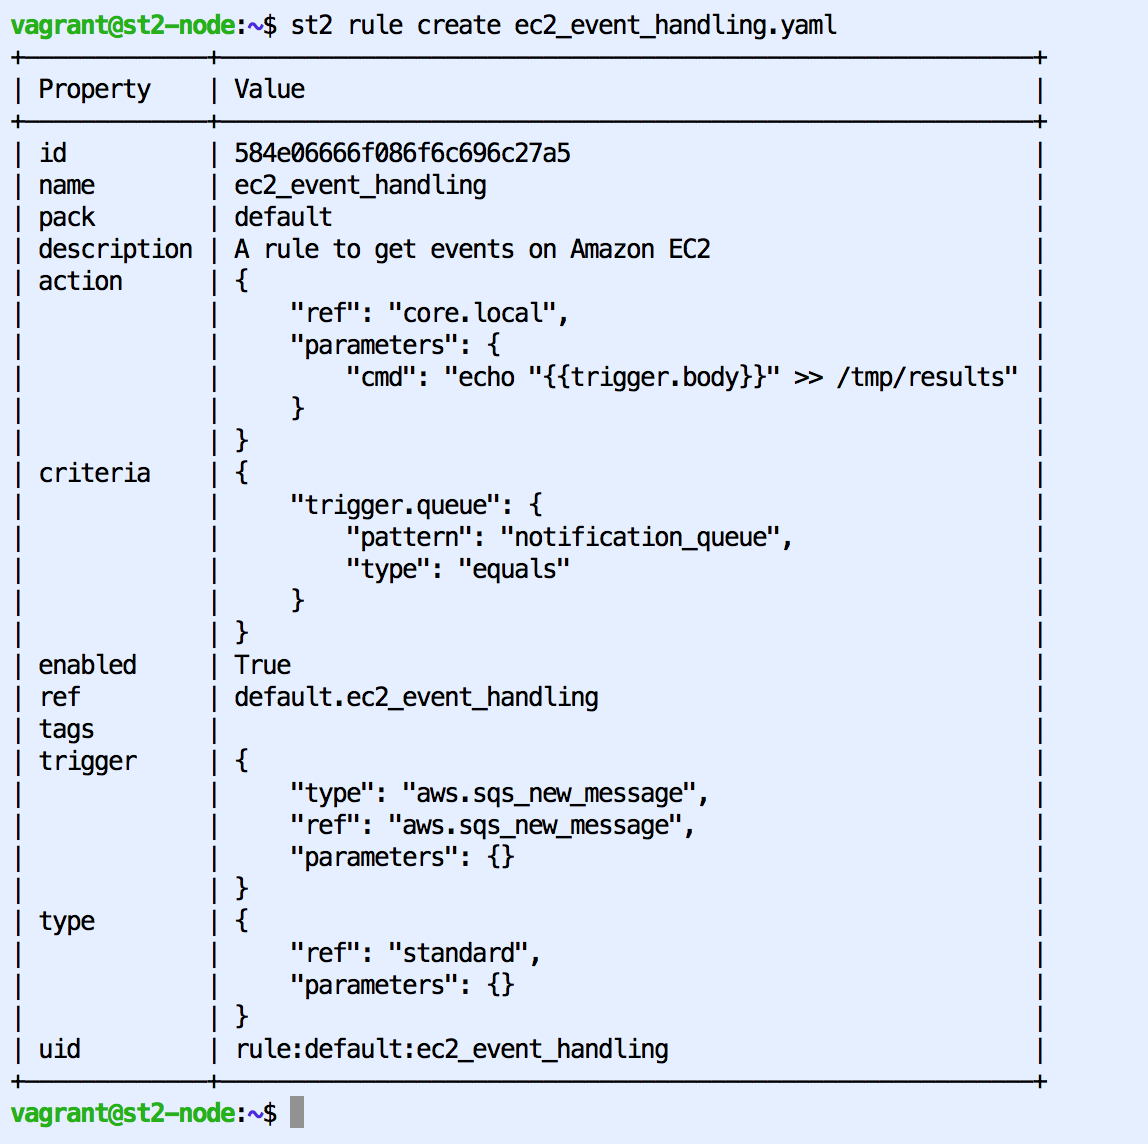 vagrant@st2-node:~$ st2 rule create ec2_event_handling.yaml
+-------------+----------------------------------------------------------+
| Property    | Value                                                    |
+-------------+----------------------------------------------------------+
| id          | 584e06666f086f6c696c27a5                                 |
| name        | ec2_event_handling                                       |
| pack        | default                                                  |
| description | A rule to get events on Amazon EC2                       |
| action      | {                                                        |
|             |     "ref": "core.local",                                 |
|             |     "parameters": {                                      |
|             |         "cmd": "echo "{{trigger.body}}" >> /tmp/results" |
|             |     }                                                    |
|             | }                                                        |
| criteria    | {                                                        |
|             |     "trigger.queue": {                                   |
|             |         "pattern": "notification_queue",                 |
|             |         "type": "equals"                                 |
|             |     }                                                    |
|             | }                                                        |
| enabled     | True                                                     |
| ref         | default.ec2_event_handling                               |
| tags        |                                                          |
| trigger     | {                                                        |
|             |     "type": "aws.sqs_new_message",                       |
|             |     "ref": "aws.sqs_new_message",                        |
|             |     "parameters": {}                                     |
|             | }                                                        |
| type        | {                                                        |
|             |     "ref": "standard",                                   |
|             |     "parameters": {}                                     |
|             | }                                                        |
| uid         | rule:default:ec2_event_handling                          |
+-------------+----------------------------------------------------------+
vagrant@st2-node:~$